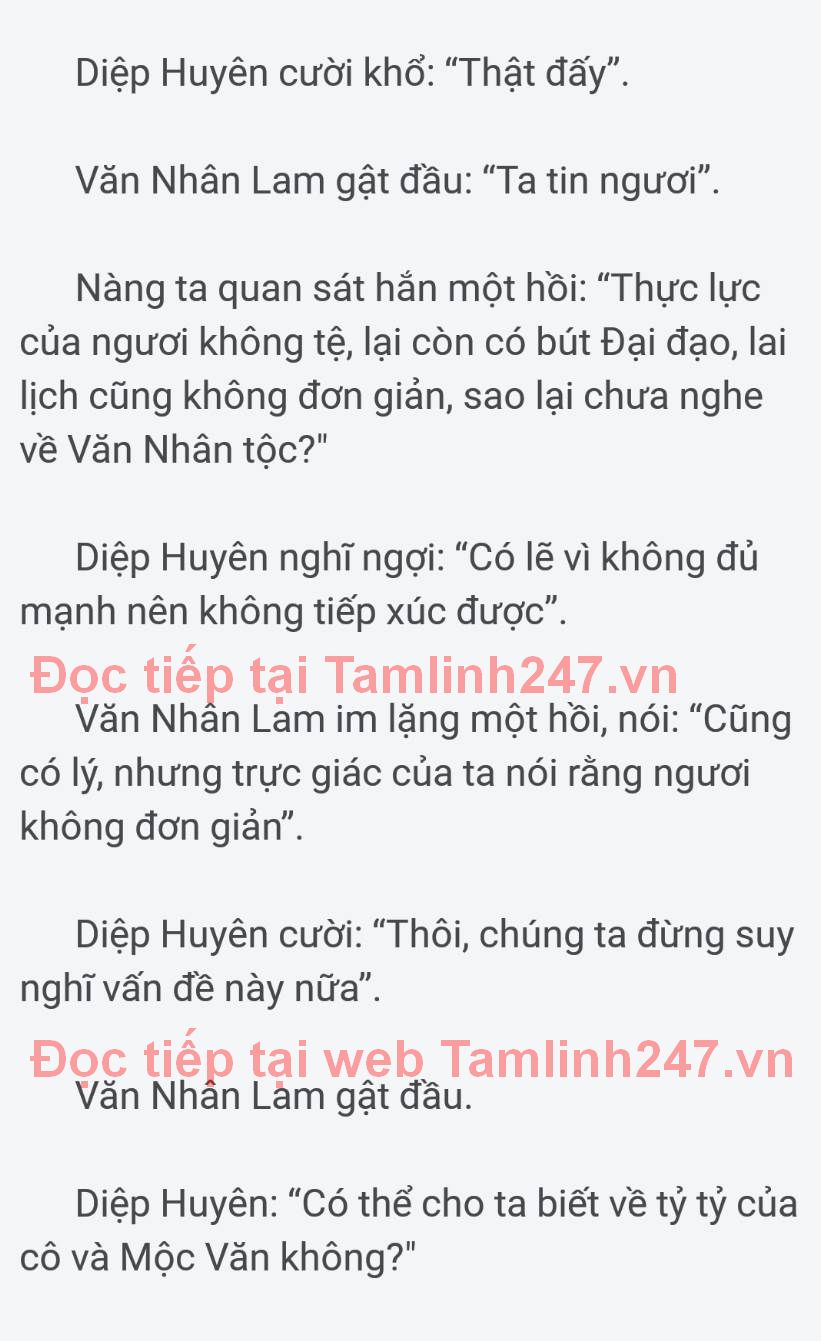 Diệp Huyên cười khổ: “Thật đấy”.
Văn Nhân Lam gật đầu: “Ta tin ngươi”.
Nàng ta quan sát hắn một hồi: “Thực lực
của ngươi không tệ, lại còn có bút Đại đạo, lai
lịch cũng không đơn giản, sao lại chưa nghe
về Văn Nhân tộc?"
Diệp Huyên nghĩ ngợi: “Có lẽ vì không đủ
mạnh nên không tiếp xúc được”.
Đọc tiếp tại Tamlinh247.vn
Văn Nhân Lam im lặng một hồi, nói: “Cũng
có lý, nhưng trực giác của ta nói rằng ngươi
không đơn giản”.
Diệp Huyên cười: “Thôi, chúng ta đừng suy
nghĩ vấn đề này nữa”.
Đọc tiếp tại web Tamlinh247.vn
Văn Nhân Lam gật đầu.
Diệp Huyên: “Có thể cho ta biết về tỷ tỷ của
cô và Mộc Văn không?"